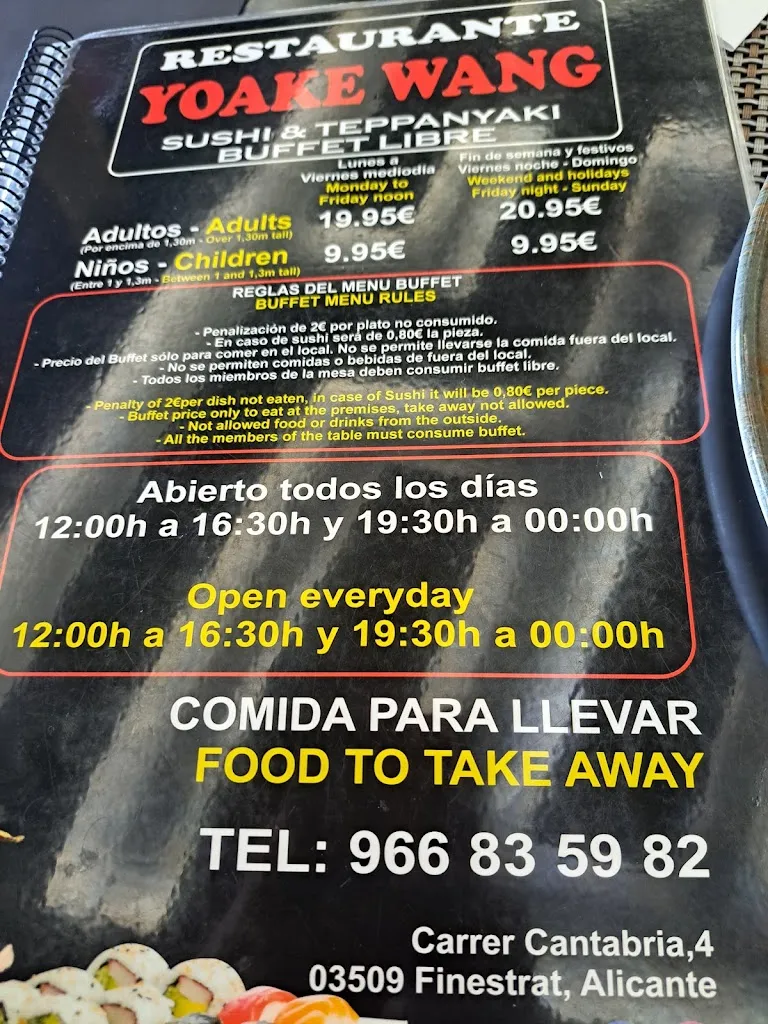 RESTAURANTE
YOAKE WANG
SUSHI & TEPPANYAKI
BUFFET LIBRE
Lunes a
Viernes mediodia
Monday to
Friday noon
Fin de semana y festivos
Viernes noche - Domingo
Weekend and holidays
Friday night - Sunday
Adultos - Adults 19.95€ 20.95€
(Por encima de 1,30m - Over 1,30m tall)
Niños - Children 9.95€ 9.95€
(Entre 1 y 1,3m - Between 1 and 1,3m tall)
REGLAS DEL MENU BUFFET
BUFFET MENU RULES
- Penalización de 2€ por plato no consumido.
- En caso de sushi será de 0,80€ la pieza.
- Precio del Buffet sólo para comer en el local. No se permite llevarse la comida fuera del local.
- No se permiten comidas o bebidas de fuera del local.
- Todos los miembros de la mesa deben consumir buffet libre.
- Penalty of 2€per dish not eaten, in case of Sushi it will be 0,80€ per piece.
- Buffet price only to eat at the premises, take away not allowed.
- Not allowed food or drinks from the outside.
- All the members of the table must consume buffet.
Abierto todos los días
12:00h a 16:30h y 19:30h a 00:00h
Open everyday
12:00h a 16:30h y 19:30h a 00:00h
COMIDA PARA LLEVAR
FOOD TO TAKE AWAY
TEL: 966 83 59 82
Carrer Cantabria,4
03509 Finestrat, Alicante